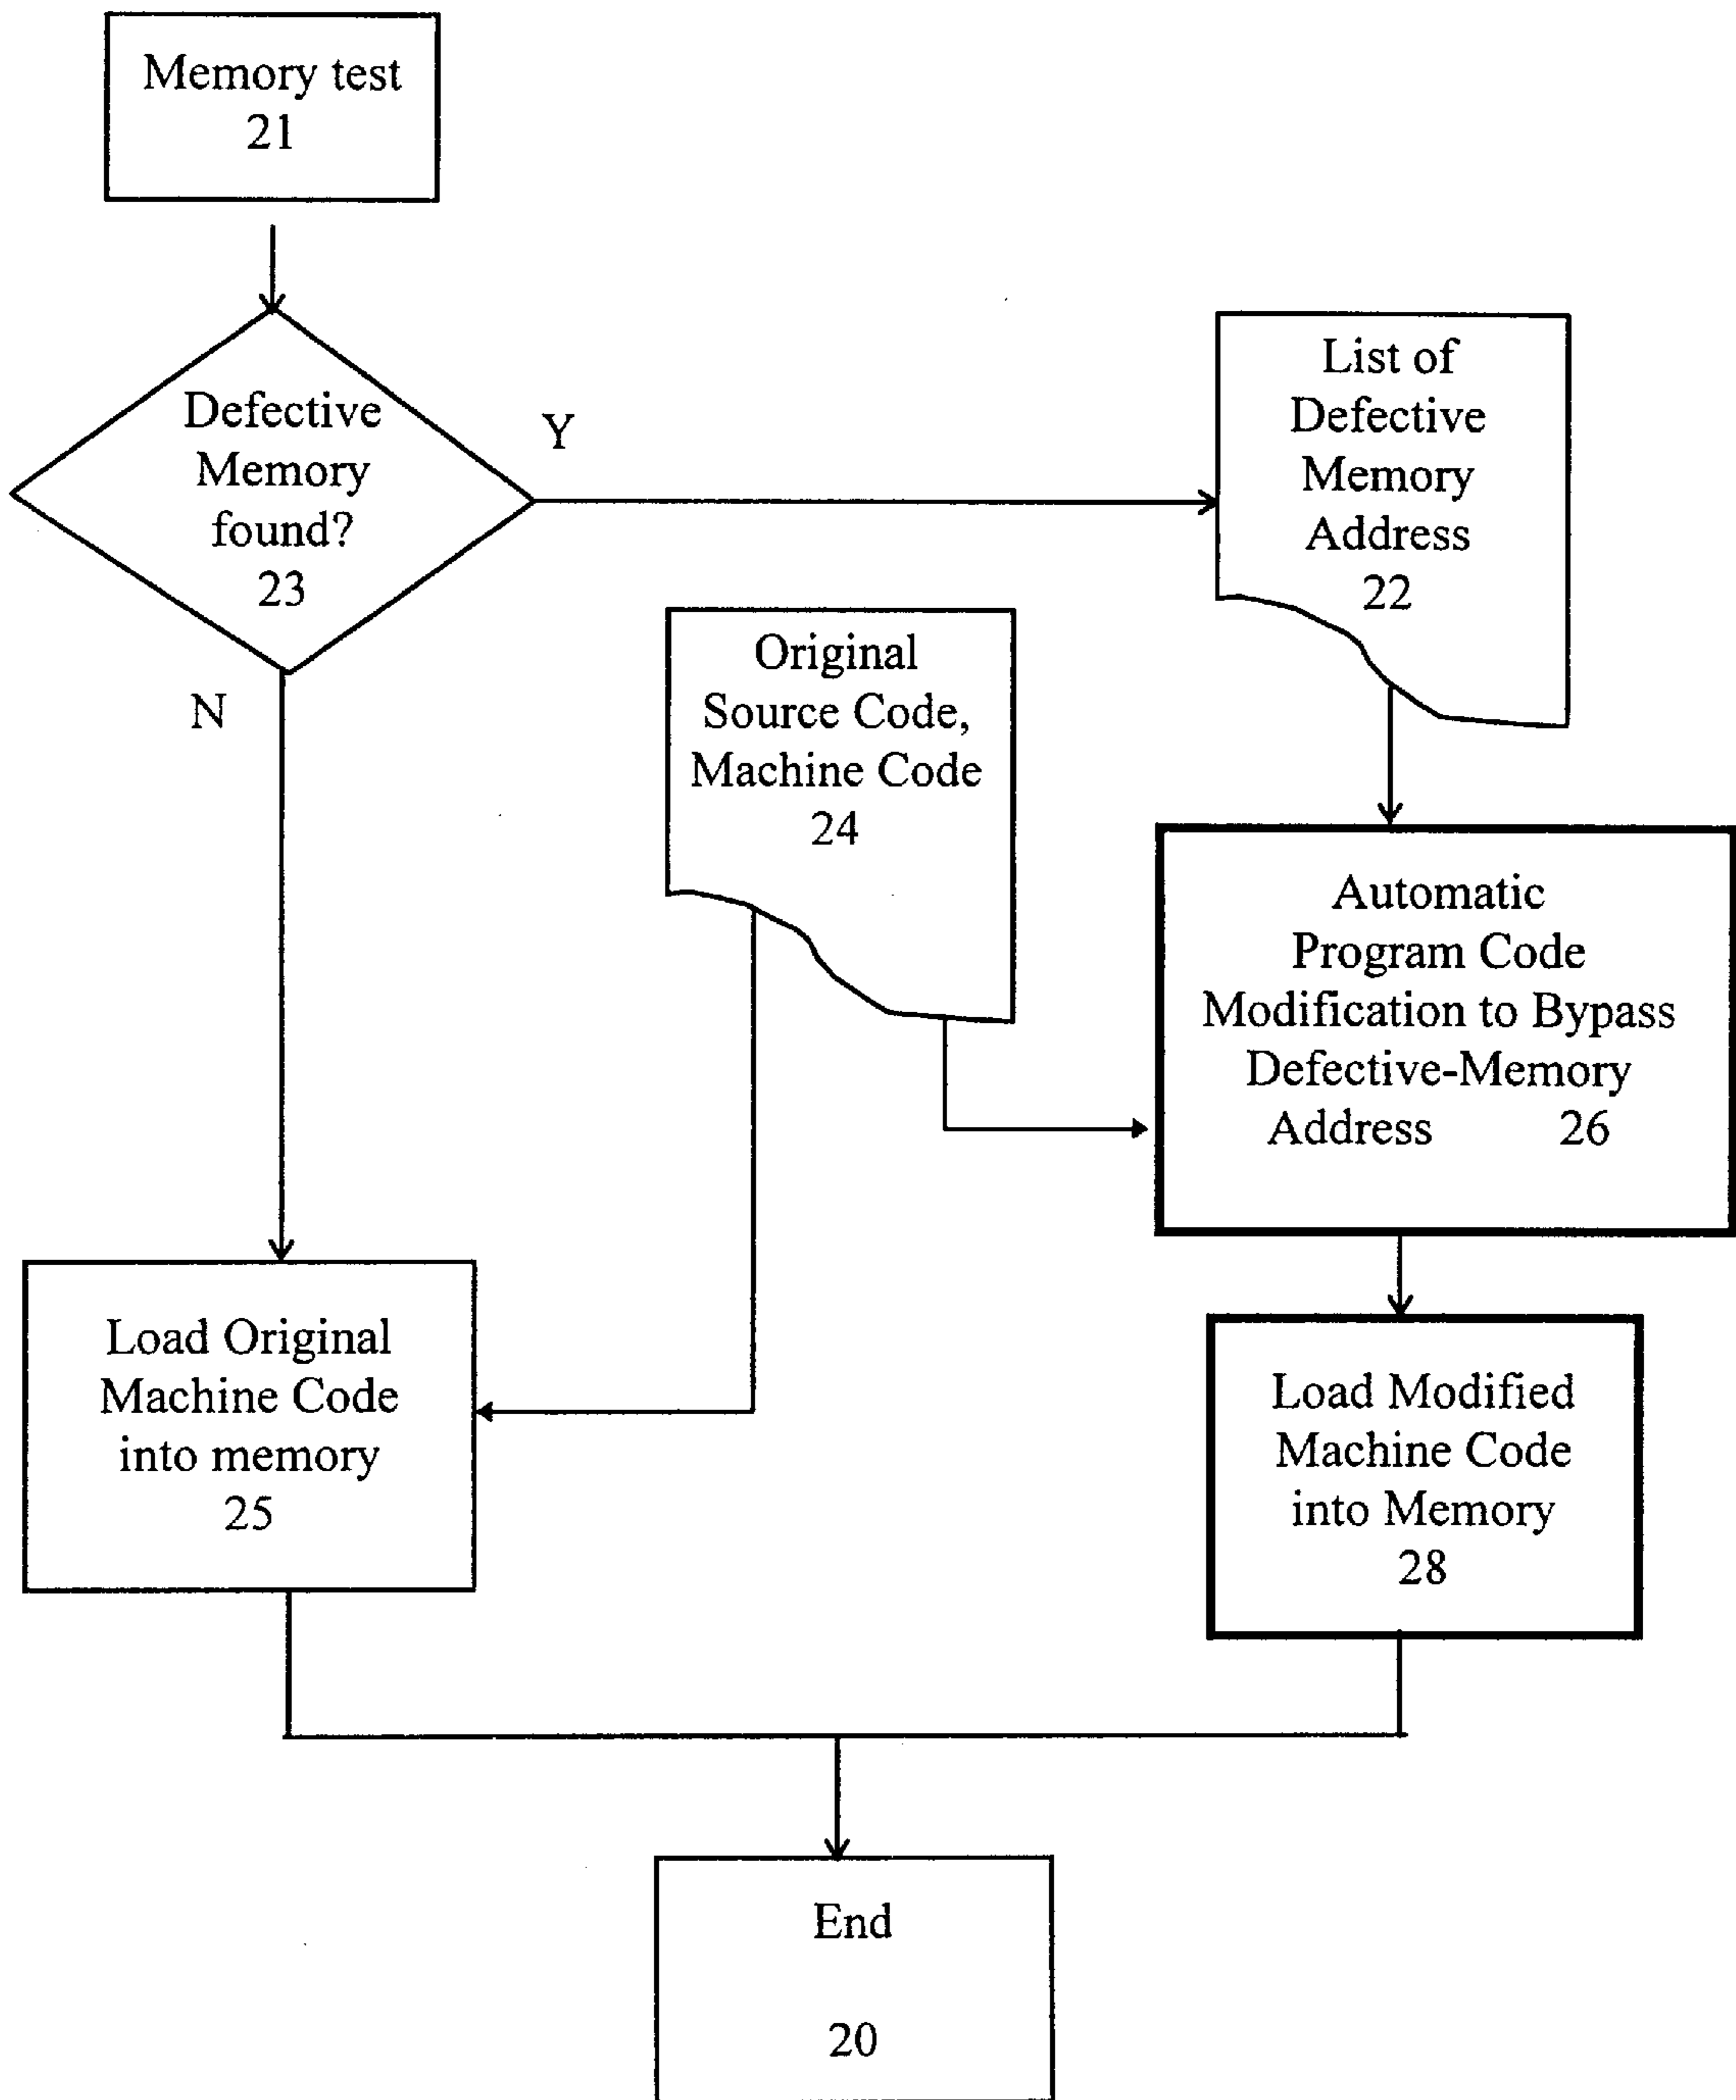 Memory test
21
Defective
Memory
found?
23
Y
N
List of
Defective
Memory
Address
22
Original
Source Code,
Machine Code
24
Automatic
Program Code
Modification to Bypass
Defective-Memory
Address 26
Load Original
Machine Code
into memory
25
Load Modified
Machine Code
into Memory
28
End
20